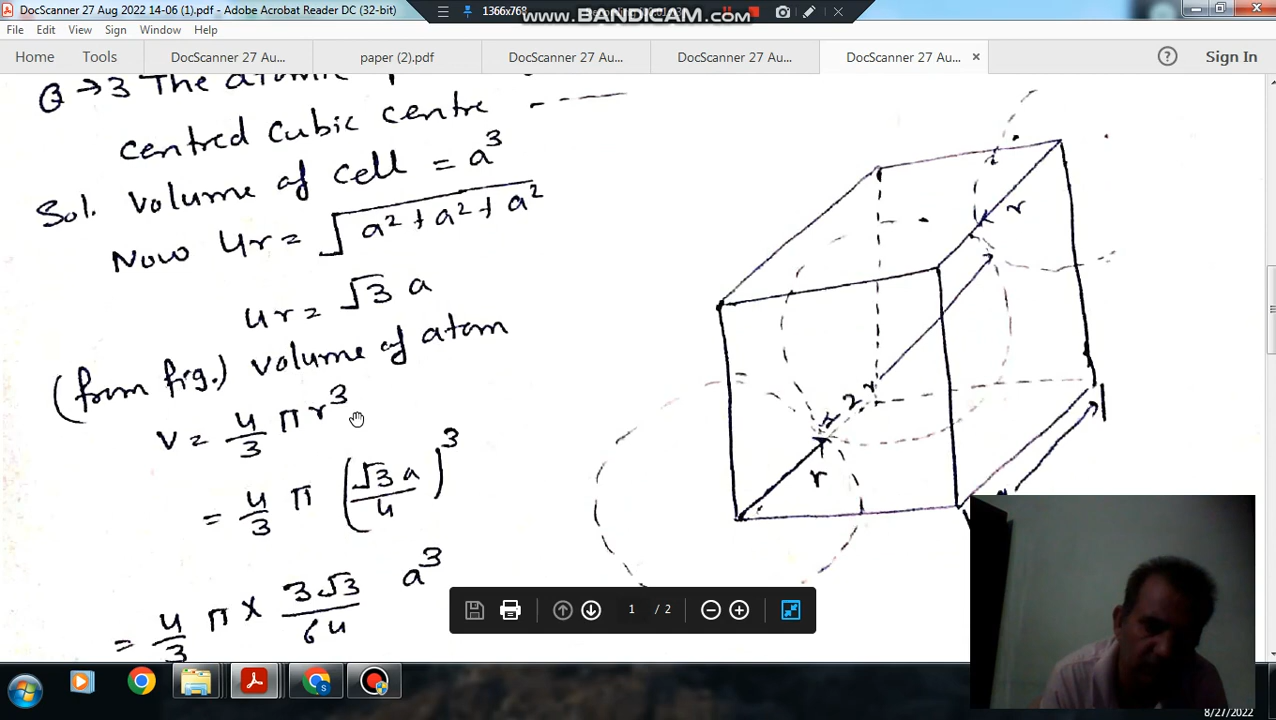 DocScanner 27 Aug 2022 14-06 (1).pdf - Adobe Acrobat Reader DC (32-bit)
1366x768
www.BANDICAM.com
File Edit View Sign Window Help
Home Tools DocScanner 27 Au... paper (2).pdf DocScanner 27 Au... DocScanner 27 Au... DocScanner 27 Au... × ? Sign In
Q → 3 The atomic
centred cubic centre - - - - -
Sol. Volume of cell = a³
Now 4r = √a² + a² + a²
4r = √3 a
(from fig.) volume of atom
V = 4/3 π r³
= 4/3 π (√3 a/4)³
= 4/3 π × 3√3/64 a³
r
2r
r
1 / 2
8/27/2022